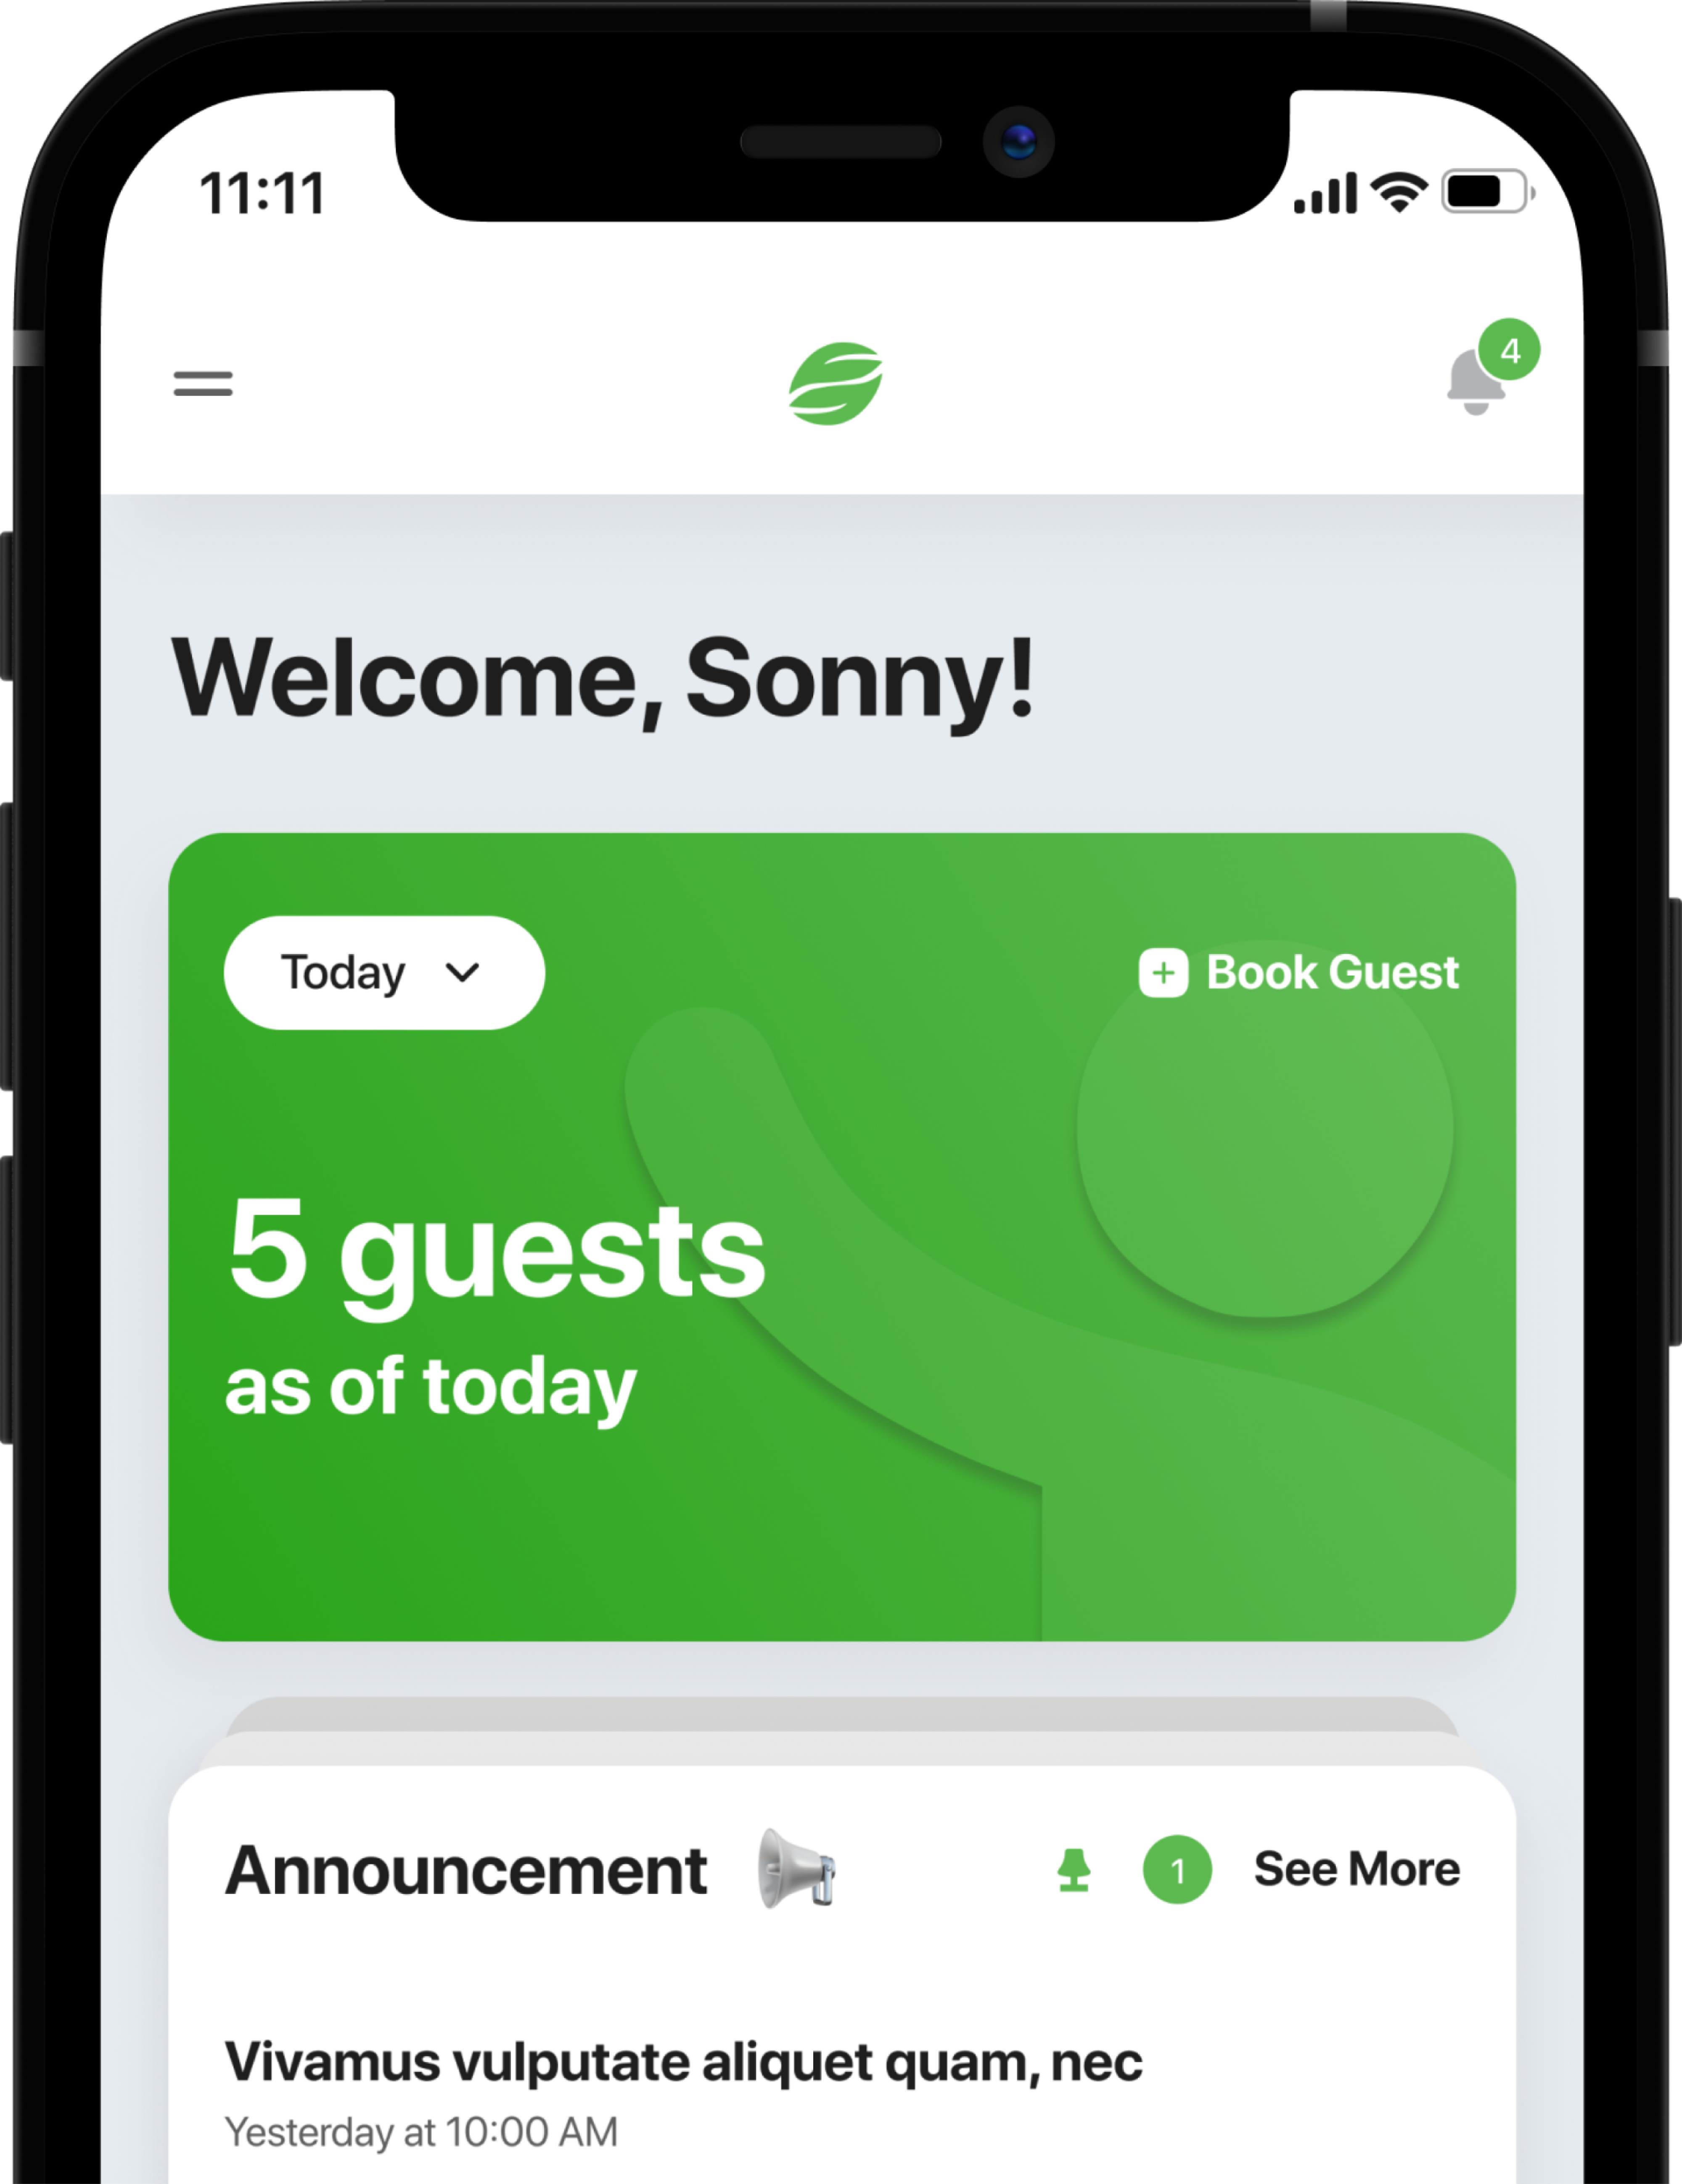 11:11
4
Welcome, Sonny!
Today
Book Guest
5 guests
as of today
Announcement
1
See More
Vivamus vulputate aliquet quam, nec
Yesterday at 10:00 AM